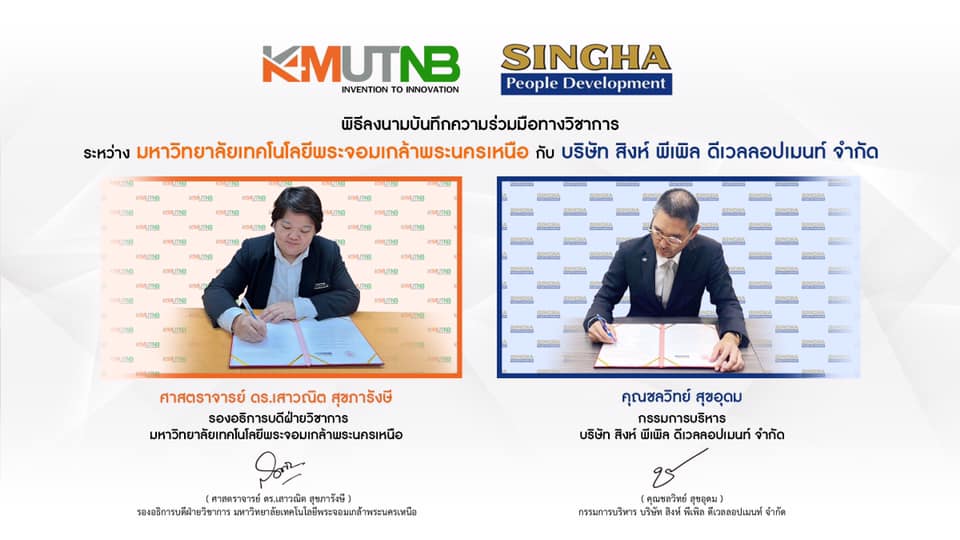 KMUTNB
INVENTION TO INNOVATION
SINGHA
People Development
พิธีลงนามบันทึกความร่วมมือทางวิชาการ
ระหว่าง มหาวิทยาลัยเทคโนโลยีพระจอมเกล้าพระนครเหนือ กับ บริษัท สิงห์ พีเพิล ดีเวลลอปเมนท์ จำกัด
ศาสตราจารย์ ดร.เสาวณิต สุขภารังษี
รองอธิการบดีฝ่ายวิชาการ
มหาวิทยาลัยเทคโนโลยีพระจอมเกล้าพระนครเหนือ
คุณชลวิทย์ สุขอุดม
กรรมการบริหาร
บริษัท สิงห์ พีเพิล ดีเวลลอปเมนท์ จำกัด
( ศาสตราจารย์ ดร.เสาวณิต สุขภารังษี )
รองอธิการบดีฝ่ายวิชาการ มหาวิทยาลัยเทคโนโลยีพระจอมเกล้าพระนครเหนือ
( คุณชลวิทย์ สุขอุดม )
กรรมการบริหาร บริษัท สิงห์ พีเพิล ดีเวลลอปเมนท์ จำกัด